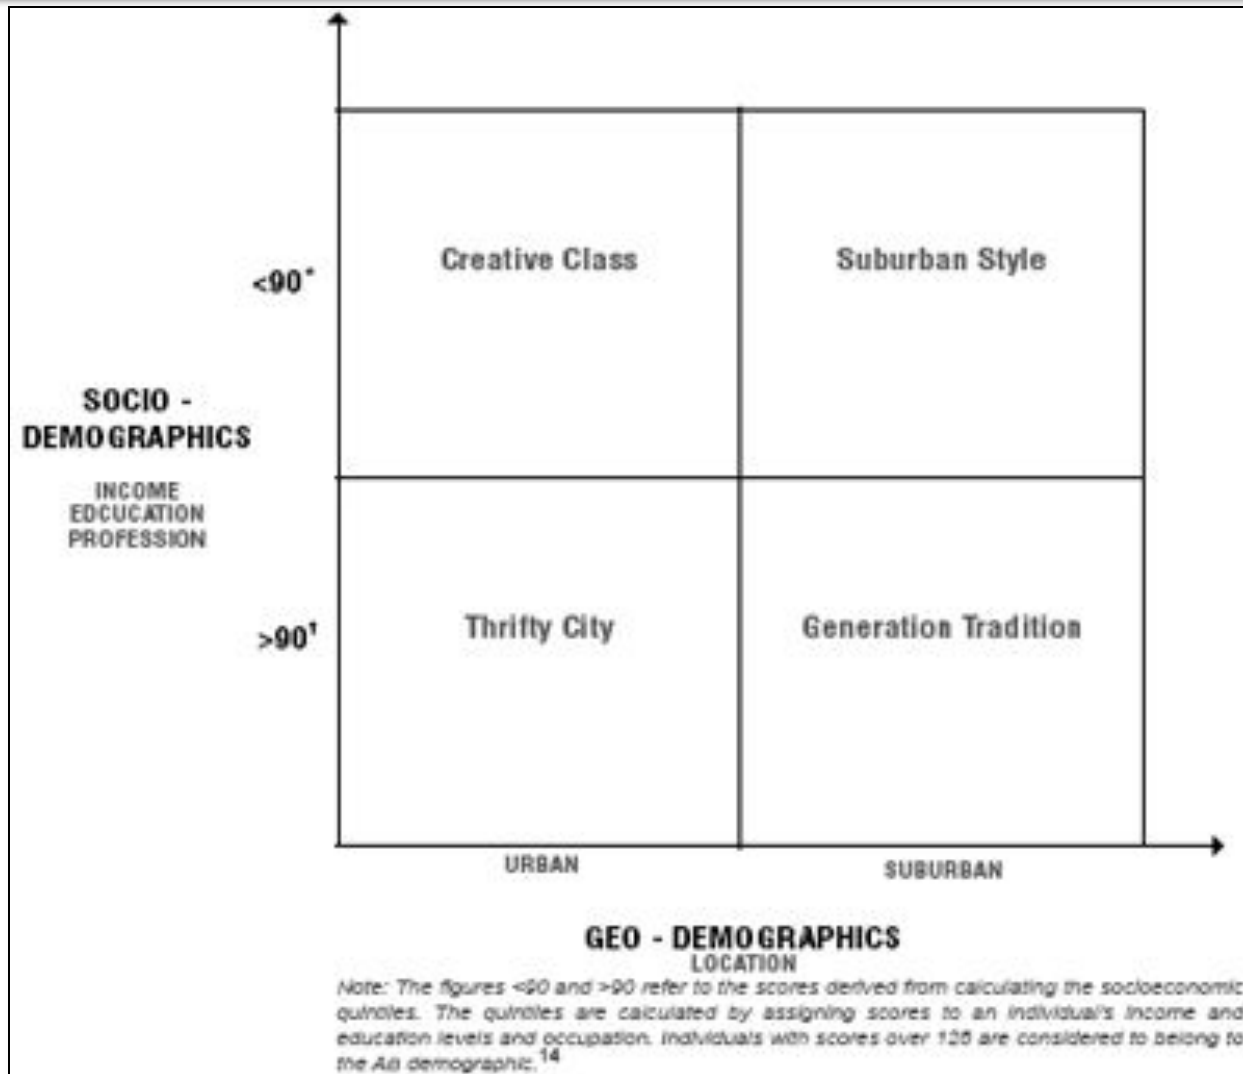 Creative Class
Suburban Style
<90*
SOCIO -
DEMOGRAPHICS
INCOME
EDCUCATION
PROFESSION
>90†
Thrifty City
Generation Tradition
URBAN
SUBURBAN
GEO - DEMOGRAPHICS
LOCATION
Note: The figures <90 and >90 refer to the scores derived from calculating the socioeconomic
quintiles. The quintiles are calculated by assigning scores to an individual's income and
education levels and occupation. Individuals with scores over are considered to belong to
the AB demographic.14